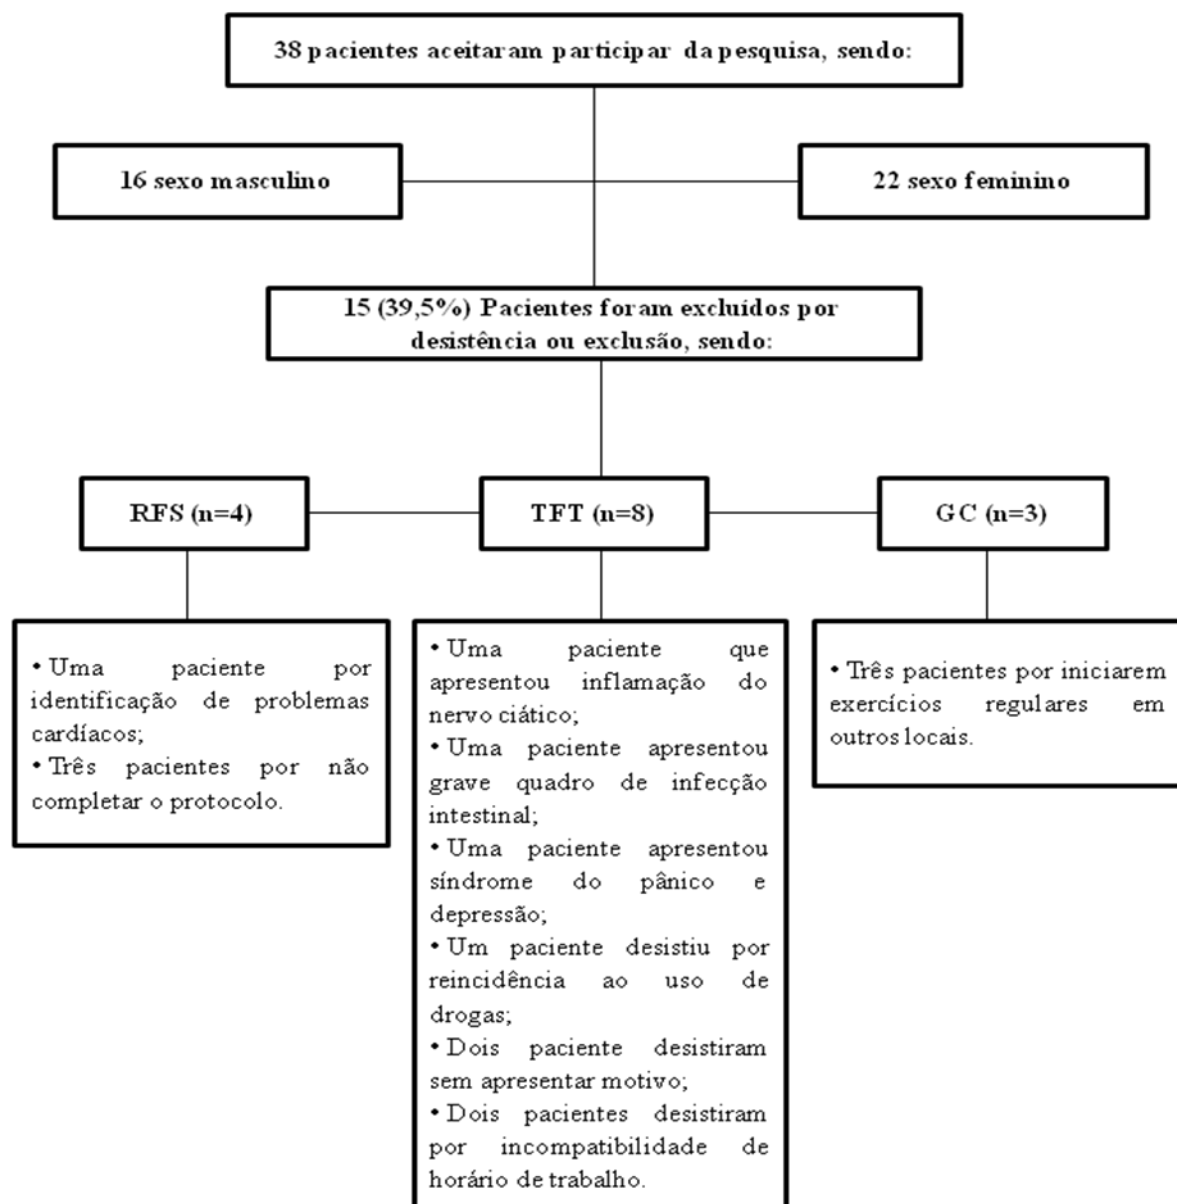 38 pacientes aceitaram participar da pesquisa, sendo:
16 sexo masculino
22 sexo feminino
15 (39,5%) Pacientes foram excluídos por
desistência ou exclusão, sendo:
RFS (n=4)
TFT (n=8)
GC (n=3)
• Uma paciente por
identificação de problemas
cardíacos;
• Três pacientes por não
completar o protocolo.
• Uma paciente que
apresentou inflamação do
nervo ciático;
• Uma paciente apresentou
grave quadro de infecção
intestinal;
• Uma paciente apresentou
síndrome do pânico e
depressão;
• Um paciente desistiu por
reincidência ao uso de
drogas;
• Dois paciente desistiram
sem apresentar motivo;
• Dois pacientes desistiram
por incompatibilidade de
horário de trabalho.
• Três pacientes por iniciarem
exercícios regulares em
outros locais.